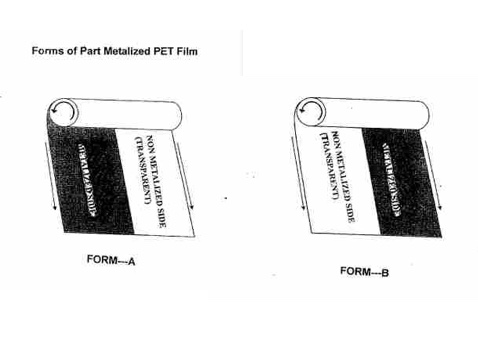 Forms of Part Metalized PET Film
METALIZED SIDE
NON METALIZED SIDE
(TRANSPARENT)
FORM---A
NON METALIZED SIDE
(TRANSPARENT)
METALIZED SIDE
FORM---B